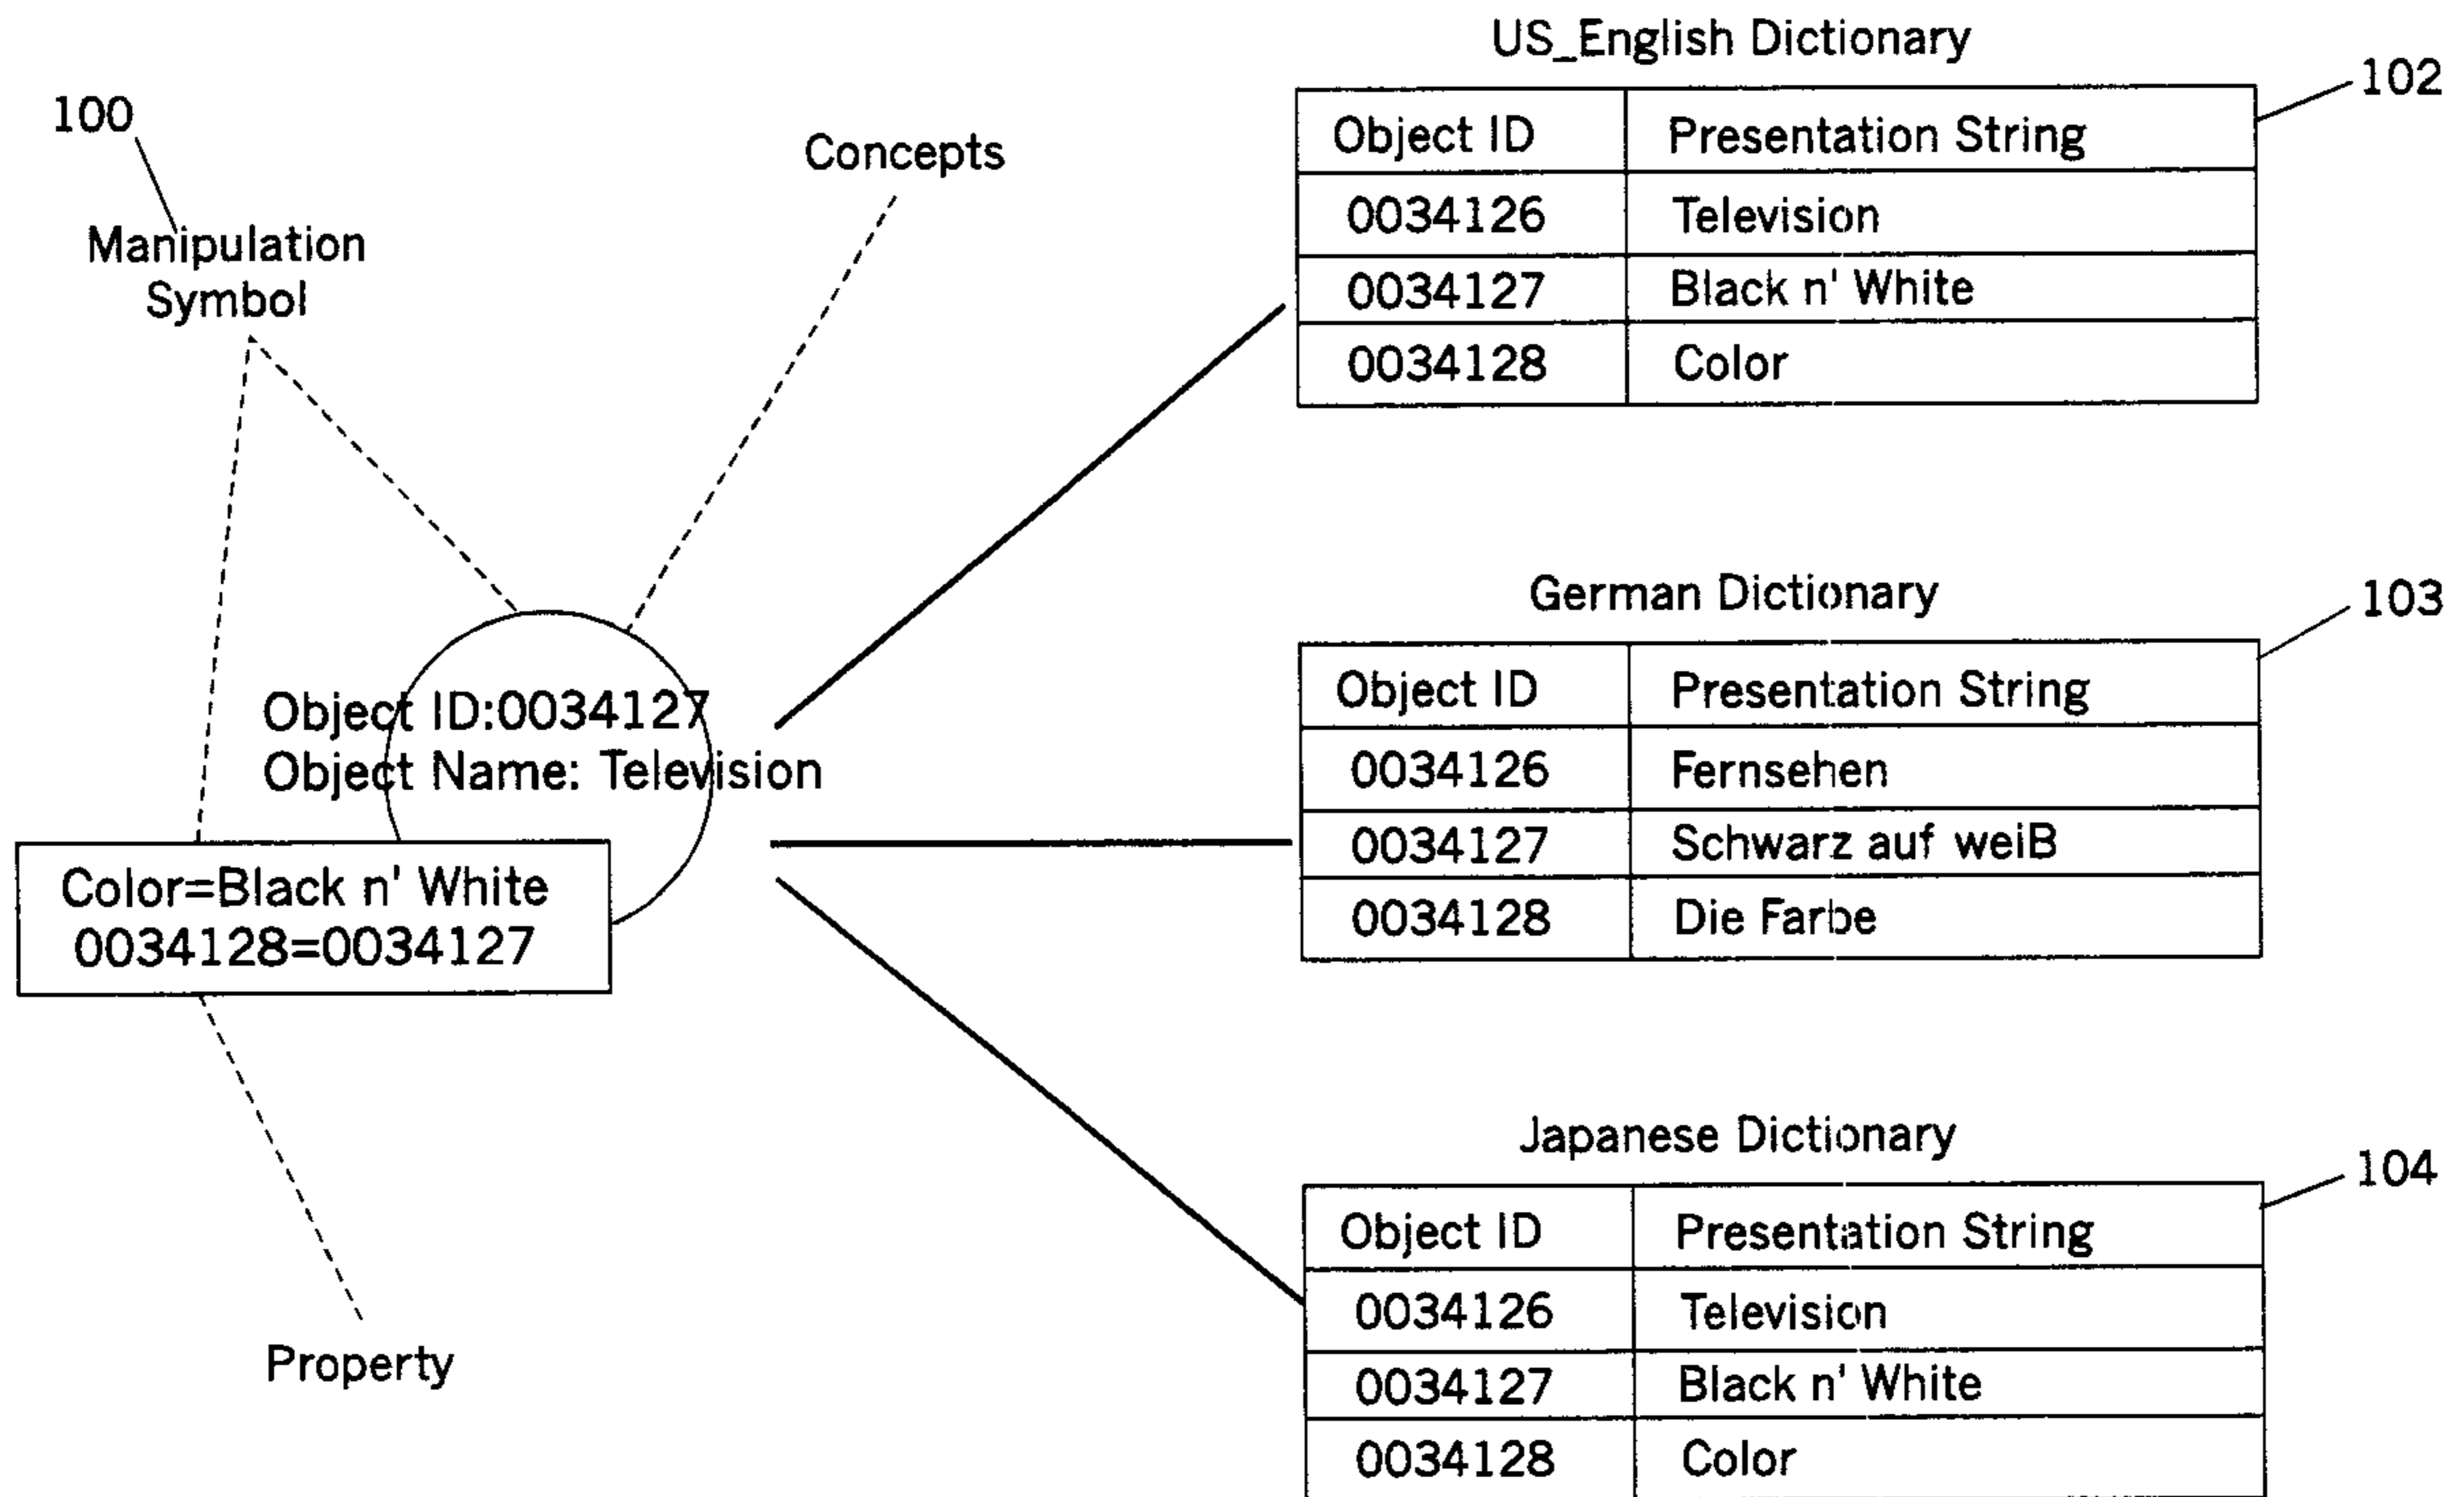 100
Manipulation
Symbol
Concepts
Object ID:0034127
Object Name: Television
Color=Black n' White
0034128=0034127
Property
US_English Dictionary
102
Object ID Presentation String
0034126 Television
0034127 Black n' White
0034128 Color
German Dictionary
103
Object ID Presentation String
0034126 Fernsehen
0034127 Schwarz auf weiB
0034128 Die Farbe
Japanese Dictionary
104
Object ID Presentation String
0034126 Television
0034127 Black n' White
0034128 Color